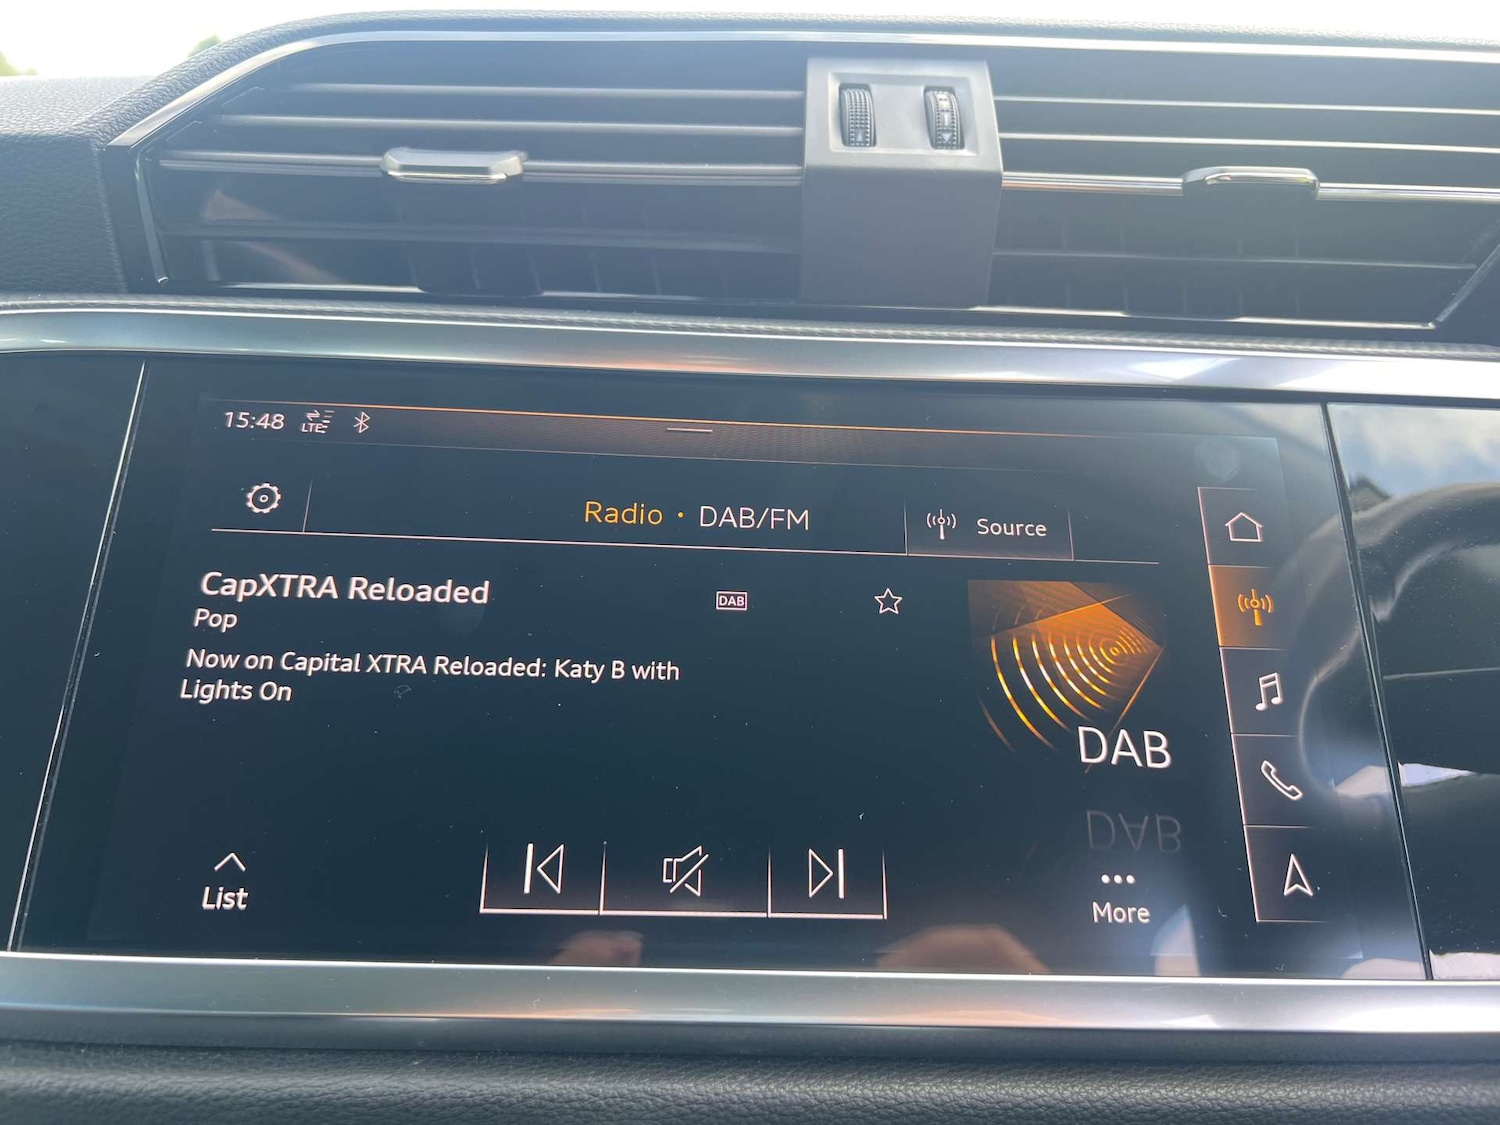 15:48 LTE
Radio • DAB/FM
Source
CapXTRA Reloaded
DAB
Pop
Now on Capital XTRA Reloaded: Katy B with
Lights On
DAB
List
More